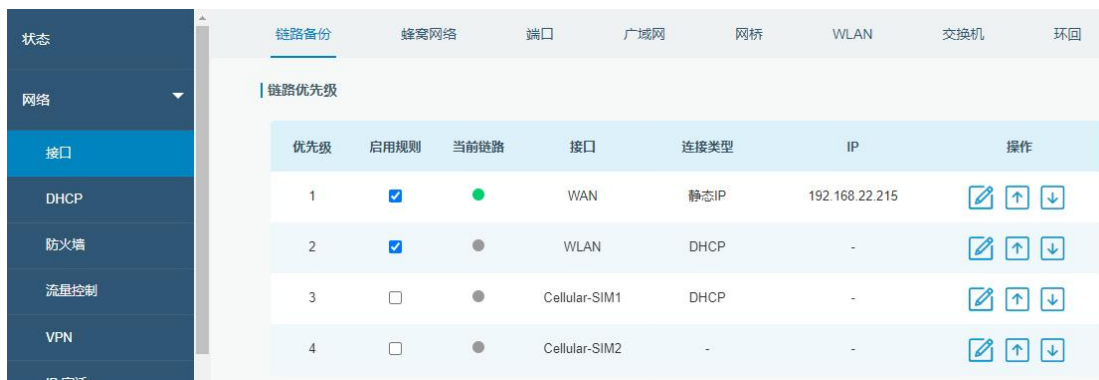 状态
网络
接口
DHCP
防火墙
流量控制
VPN
链路备份 蜂窝网络 端口 广域网 网桥 WLAN 交换机 环回
链路优先级
优先级 启用规则 当前链路 接口 连接类型 IP 操作
1 WAN 静态IP 192.168.22.215
2 WLAN DHCP -
3 Cellular-SIM1 DHCP -
4 Cellular-SIM2 - -